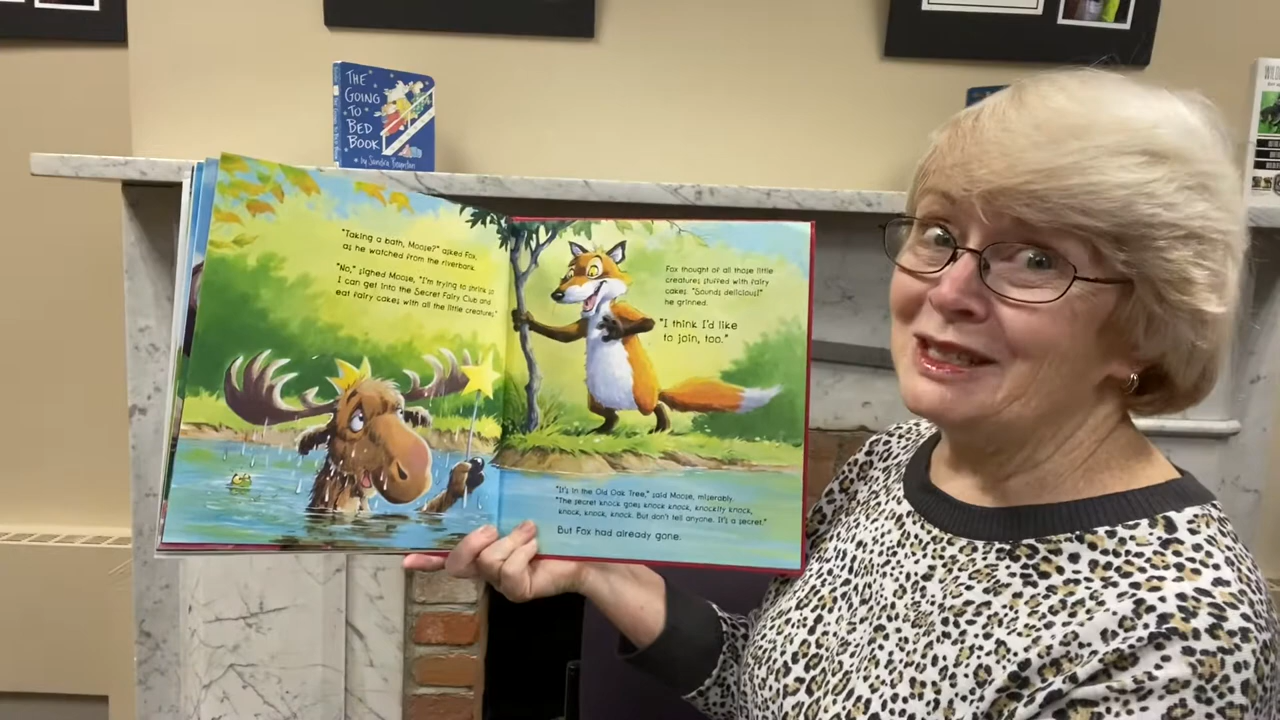 THE
GOING
TO
BED
BOOK
by Sandra Boynton
"Taking a bath, Moose?" asked Fox,
as he watched from the riverbank.
"No," sighed Moose, "I'm trying to shrink so
I can get into the Secret Fairy Club and
eat fairy cakes with all the little creatures."
Fox thought of all those little
creatures stuffed with fairy
cakes. "Sounds delicious!"
he grinned.
"I think I'd like
to join, too."
"It's in the Old Oak Tree," said Moose, miserably.
"The secret knock goes knock knock, knockity knock,
knock, knock, knock. But don't tell anyone. It's a secret."
But Fox had already gone.